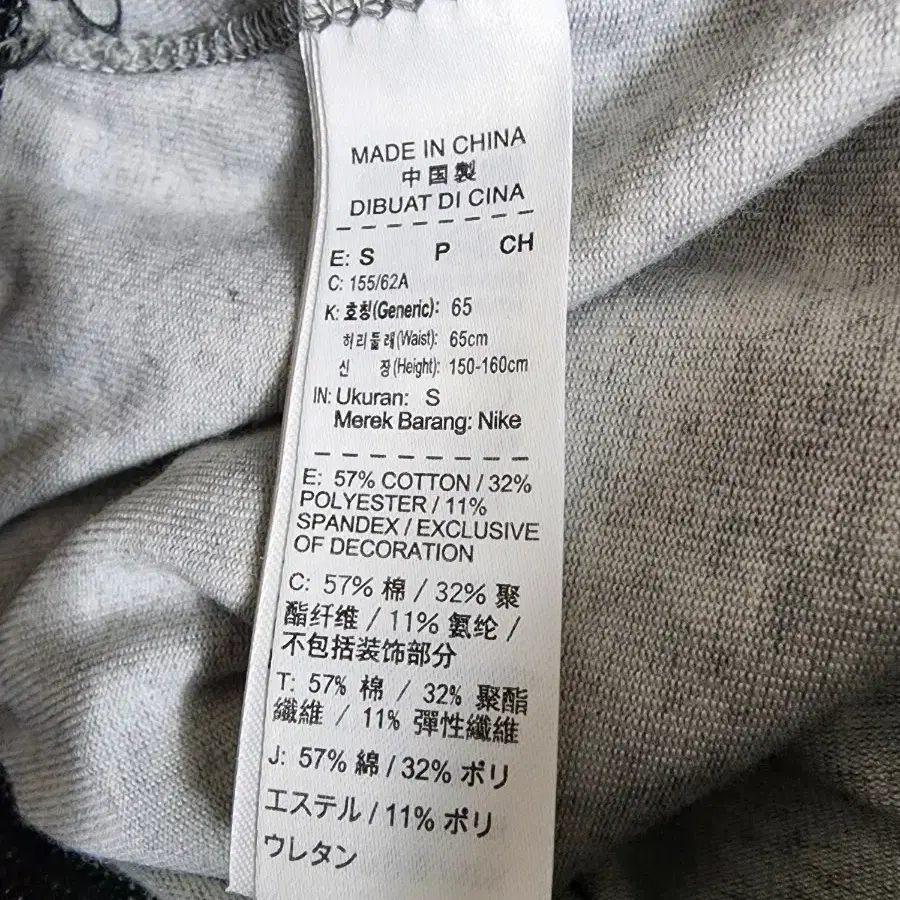 MADE IN CHINA
中国製
DIBUAT DI CINA
E: S P CH
C: 155/62A
K: 호칭(Generic): 65
허리둘레(Waist): 65cm
신 장(Height): 150-160cm
IN: Ukuran: S
Merek Barang: Nike
E: 57% COTTON / 32%
POLYESTER / 11%
SPANDEX / EXCLUSIVE
OF DECORATION
C: 57% 棉 / 32% 聚
酯纤维 / 11% 氨纶 /
不包括装饰部分
T: 57% 棉 / 32% 聚酯
纖維 / 11% 彈性纖維
J: 57% 綿 / 32% ポリ
エステル / 11% ポリ
ウレタン